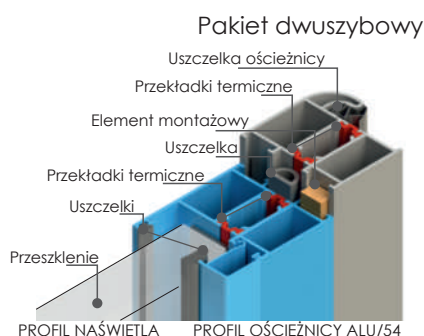 Pakiet dwuszybowy
Uszczelka ościeżnicy
Przekładki termiczne
Element montażowy
Uszczelka
Przekładki termiczne
Uszczelki
Przeszklenie
PROFIL NAŚWIETLA
PROFIL OŚCIEŻNICY ALU/54